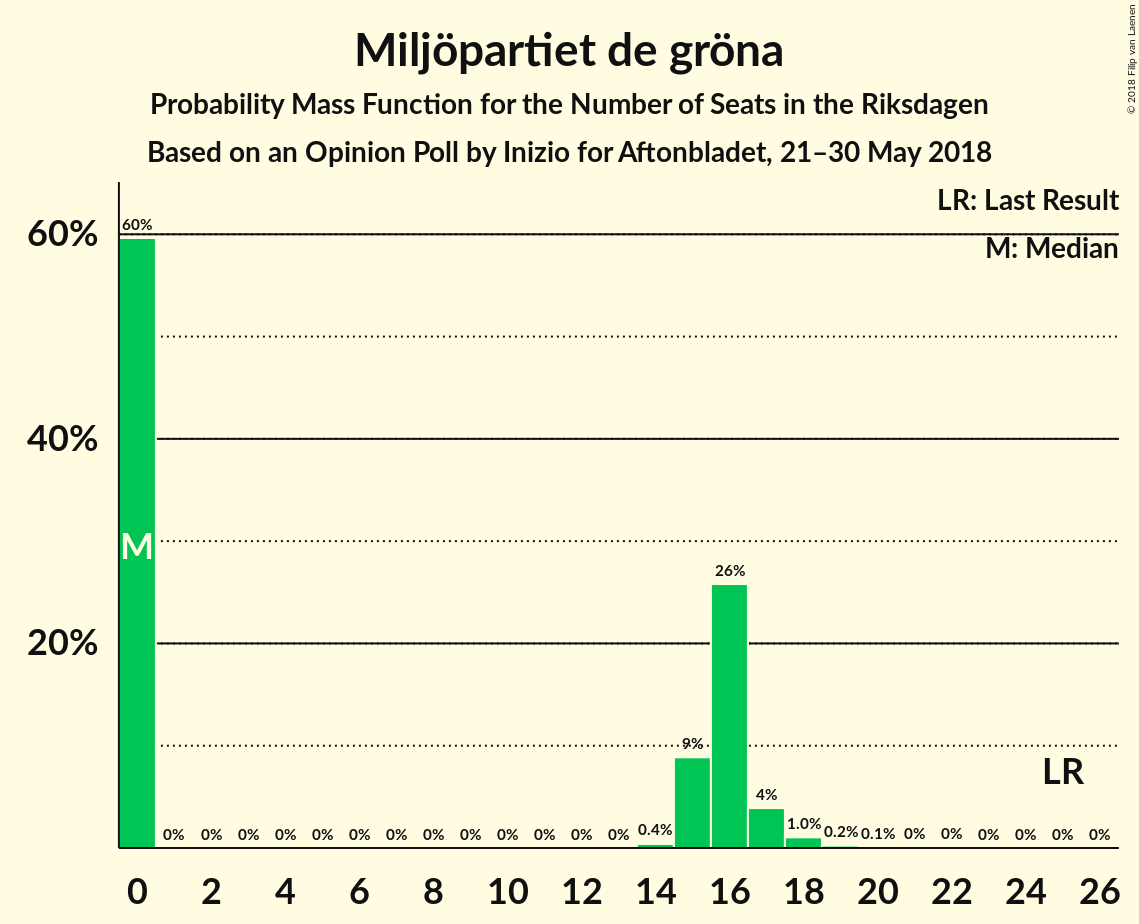 Miljöpartiet de gröna
Probability Mass Function for the Number of Seats in the Riksdagen
Based on an Opinion Poll by Inizio for Aftonbladet, 21–30 May 2018
© 2018 Filip van Laenen
LR: Last Result
M: Median
60%
40%
20%
60%
M
0% 0% 0% 0% 0% 0% 0% 0% 0% 0% 0% 0% 0% 0.4% 9% 26% 4% 1.0% 0.2% 0.1% 0% 0% 0% 0% 0% 0%
LR
0 2 4 6 8 10 12 14 16 18 20 22 24 26